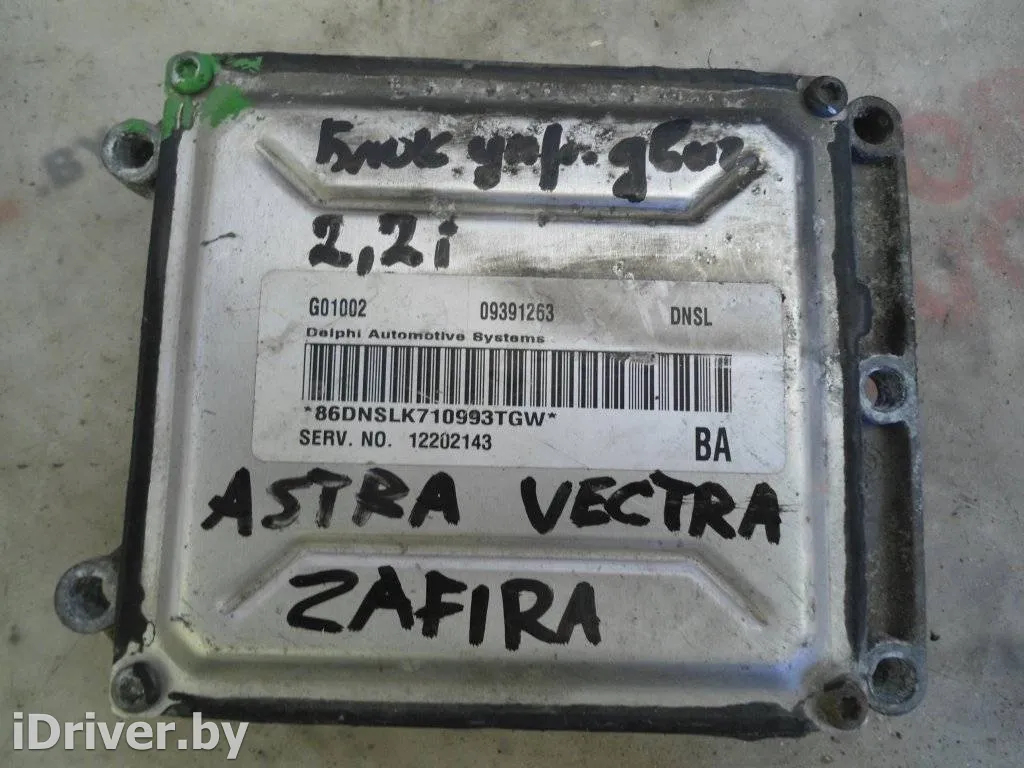 Блок упр. двиг
2,2i
G01002 09391263 DNSL
Delphi Automotive Systems
*86DNSLK710993TGW*
SERV. NO. 12202143 BA
ASTRA VECTRA
ZAFIRA
iDriver.by